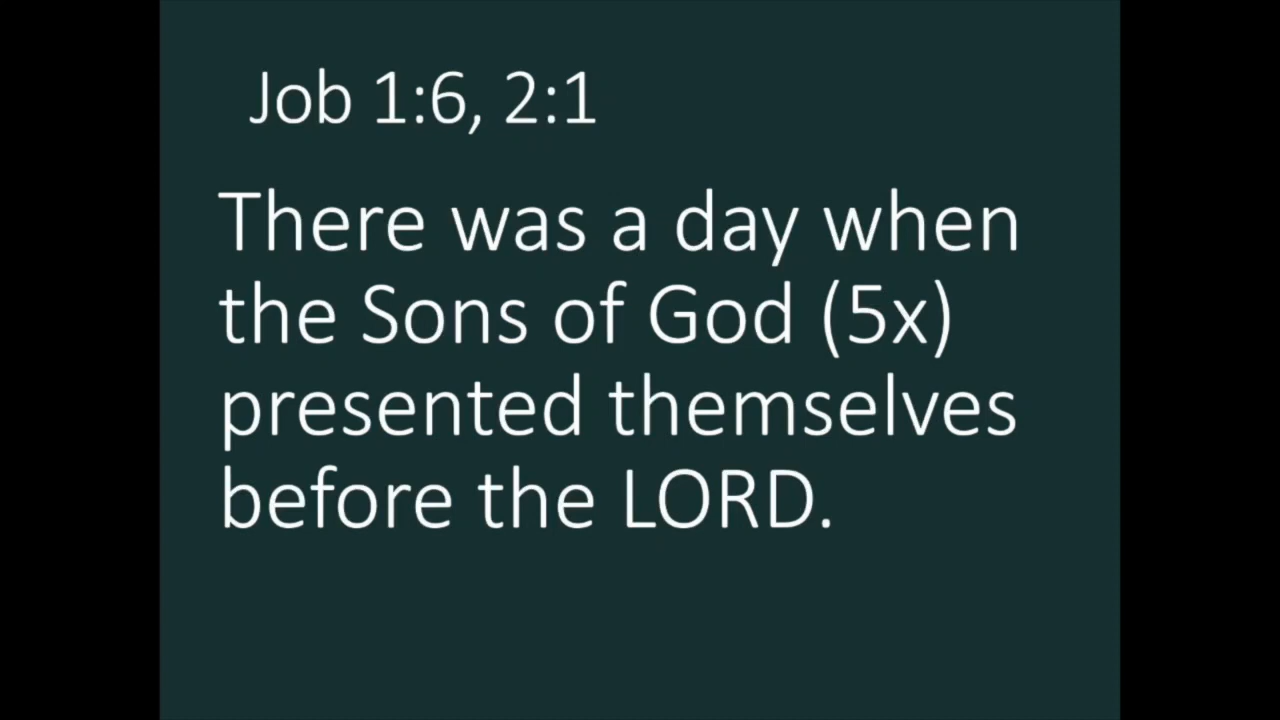 Job 1:6, 2:1
There was a day when
the Sons of God (5x)
presented themselves
before the LORD.